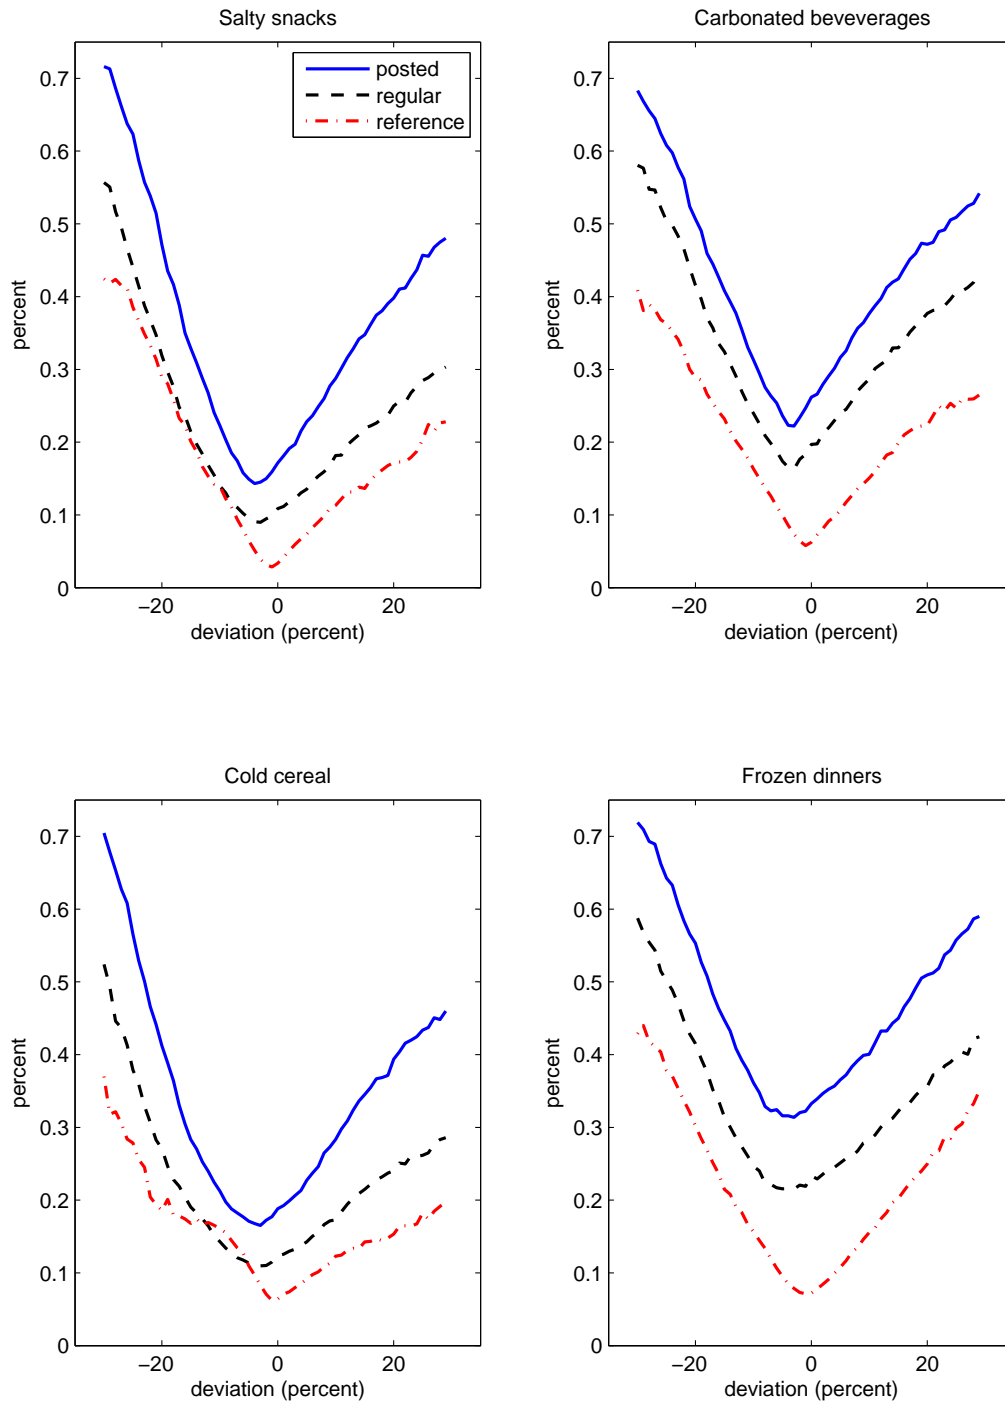 Salty snacks
0.7
0.6
0.5
0.4
0.3
0.2
0.1
0
percent
posted
regular
reference
−20 0 20
deviation (percent)
Carbonated beveverages
0.7
0.6
0.5
0.4
0.3
0.2
0.1
0
percent
−20 0 20
deviation (percent)
Cold cereal
0.7
0.6
0.5
0.4
0.3
0.2
0.1
0
percent
−20 0 20
deviation (percent)
Frozen dinners
0.7
0.6
0.5
0.4
0.3
0.2
0.1
0
percent
−20 0 20
deviation (percent)